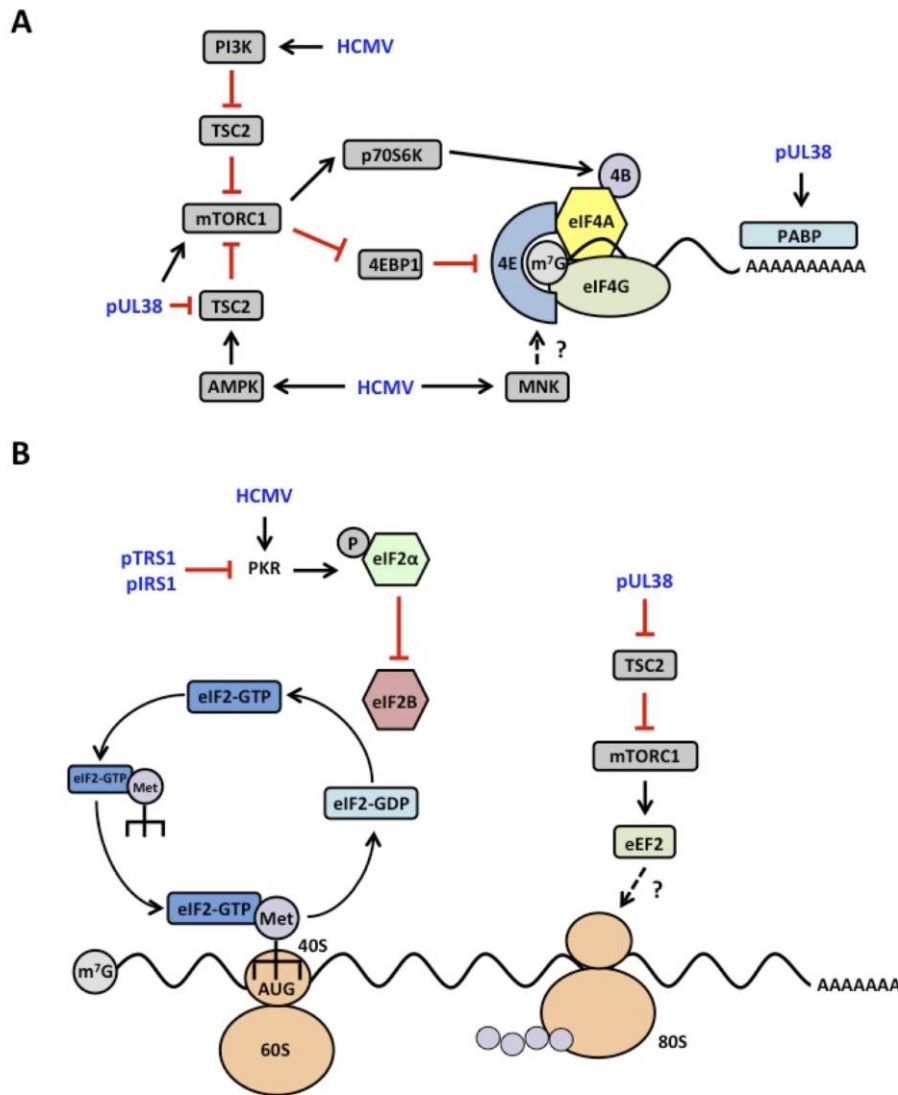 A
PI3K
HCMV
TSC2
p70S6K
4B
pUL38
mTORC1
eIF4A
PABP
4EBP1
4E
m⁷G
AAAAAAAAAA
eIF4G
pUL38
TSC2
?
AMPK
HCMV
MNK
B
HCMV
P
pTRS1
pIRS1
PKR
eIF2α
pUL38
TSC2
eIF2-GTP
eIF2B
mTORC1
eIF2-GTP
Met
eIF2-GDP
eEF2
?
eIF2-GTP
Met
40S
m⁷G
AUG
AAAAAAA
60S
80S